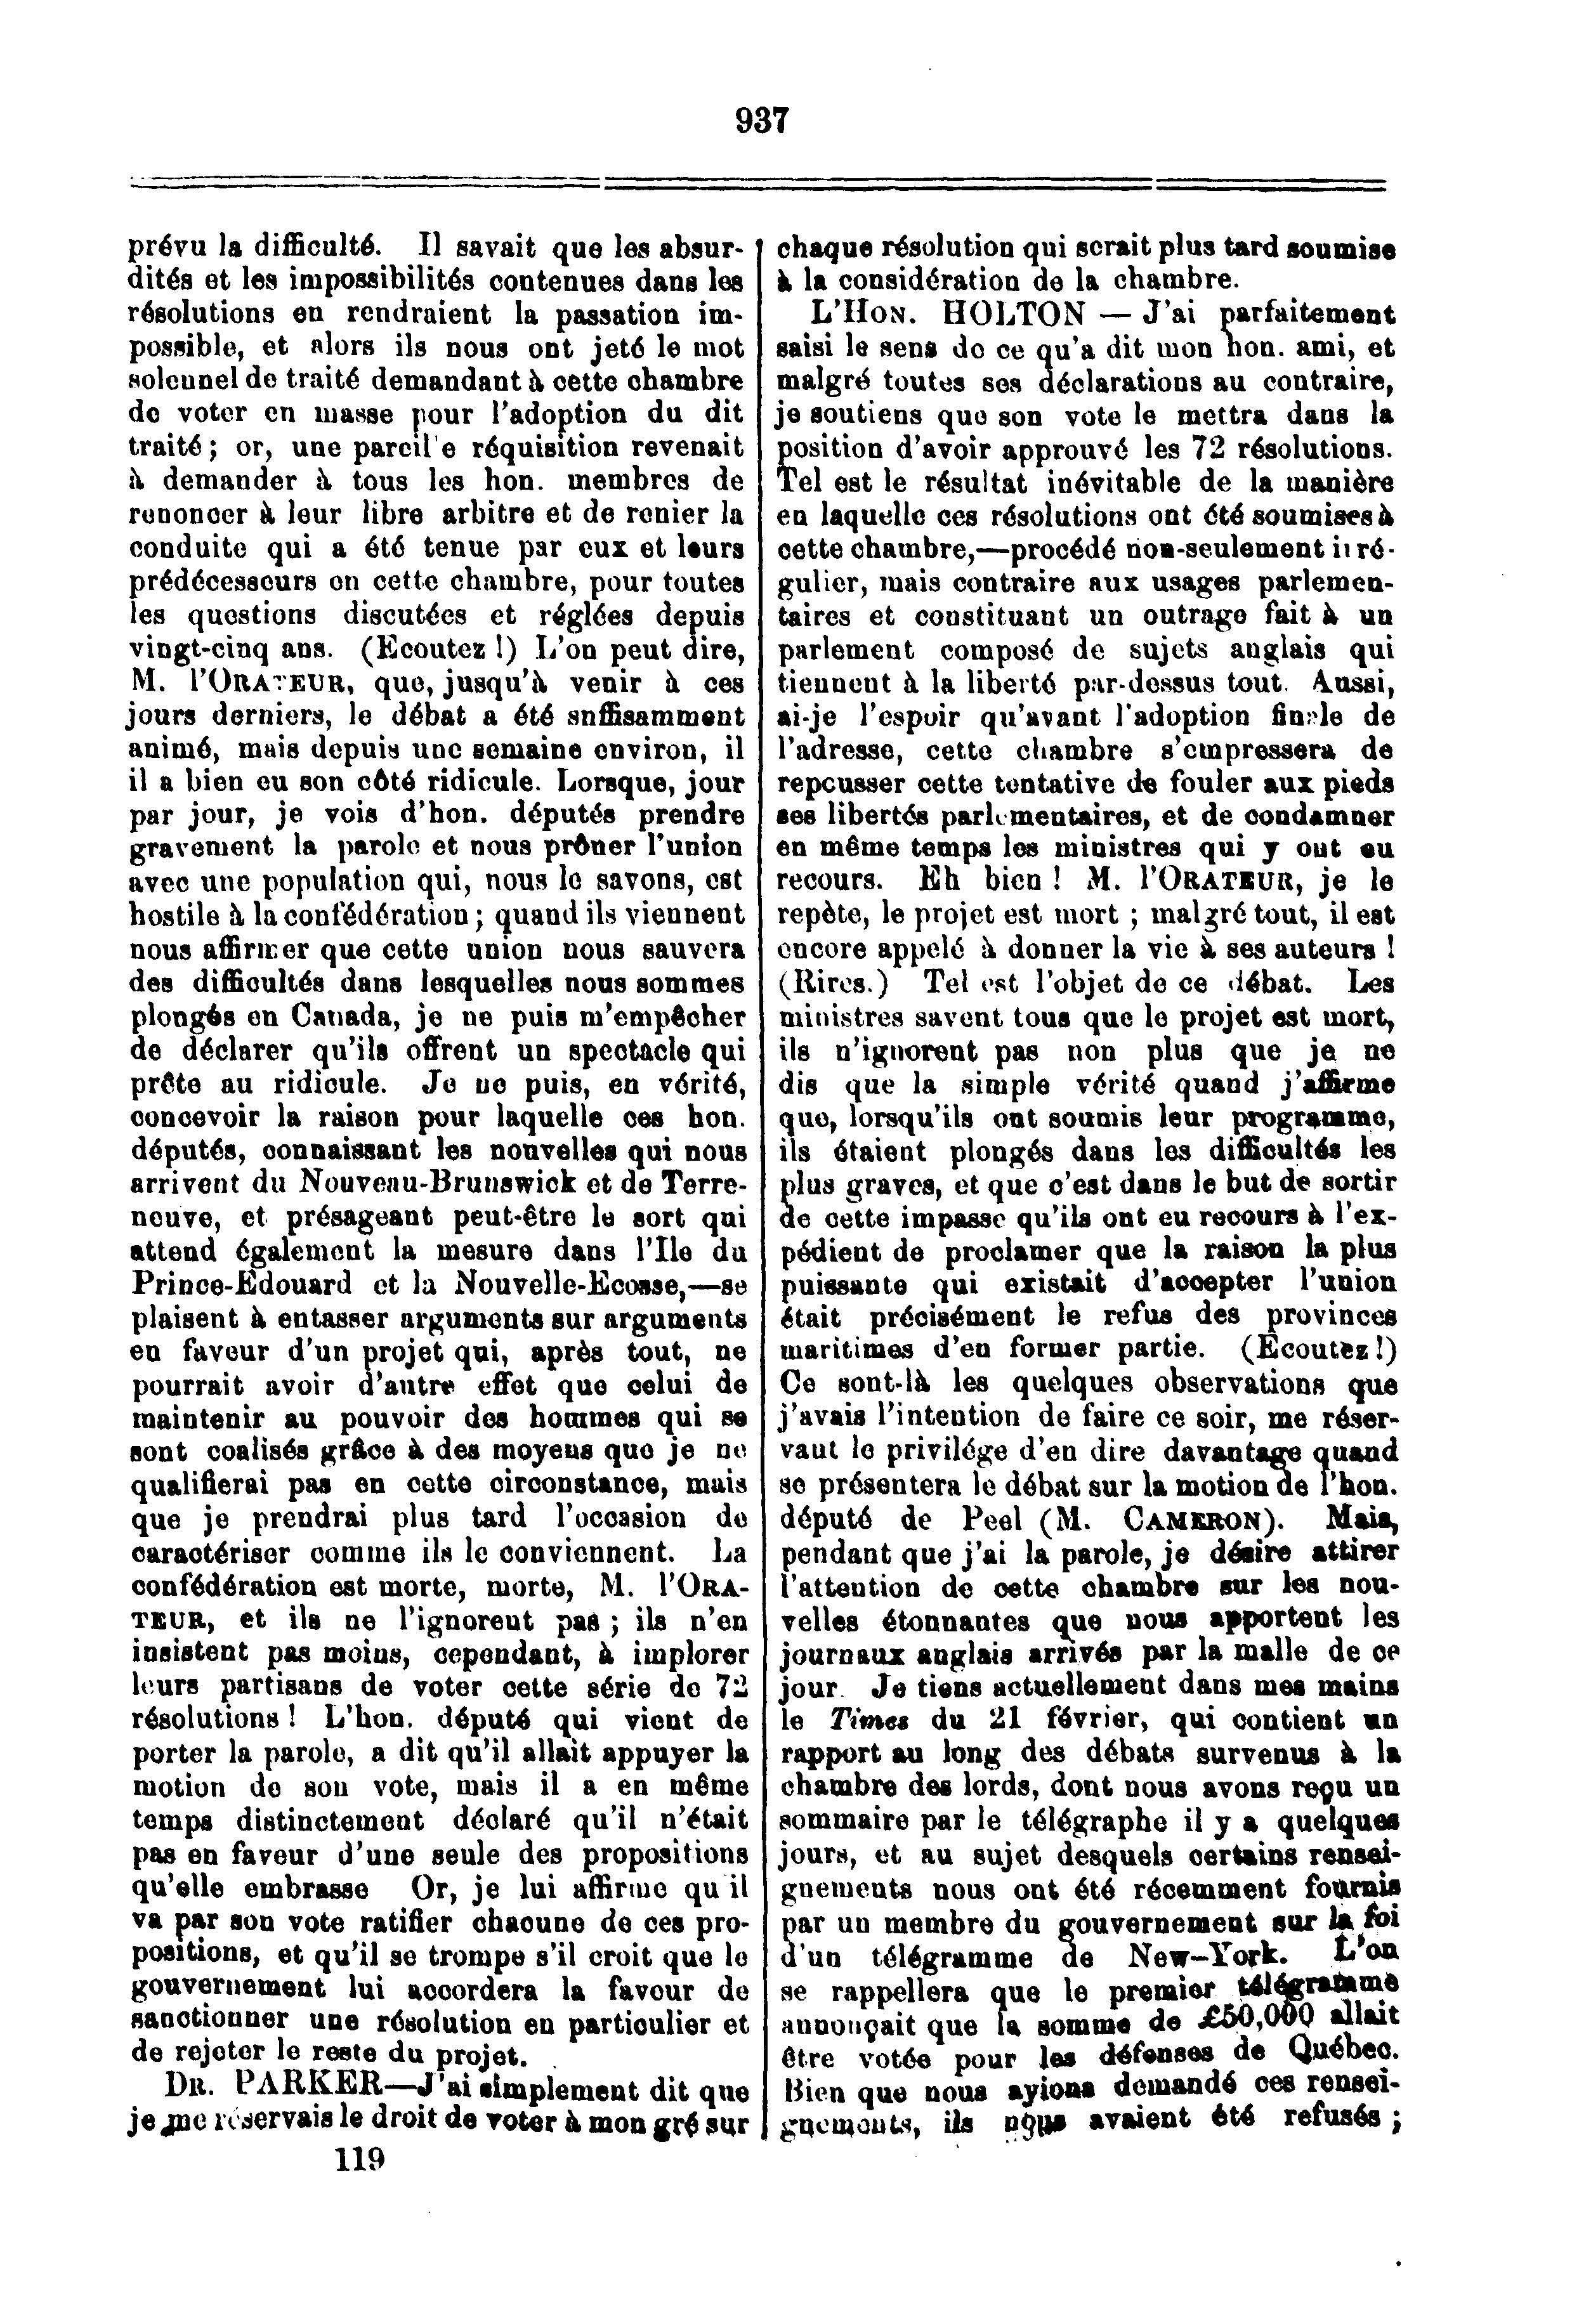 937
prévu la difficulté. Il savait que les absur-
dités et les impossibilités contenues dans les
résolutions en rendraient la passation im-
possible, et alors ils nous ont jeté le mot
solennel de traité demandant à cette chambre
de voter en masse pour l'adoption du dit
traité ; or, une pareil'e réquisition revenait
à demander à tous les hon. membres de
renoncer à leur libre arbitre et de renier la
conduite qui a été tenue par eux et leurs
prédécesseurs en cette chambre, pour toutes
les questions discutées et réglées depuis
vingt-cinq ans. (Ecoutez !) L'on peut dire,
M. l'ORATEUR, que, jusqu'à venir à ces
jours derniers, le débat a été snffisamment
animé, mais depuis une semaine environ, il
il a bien eu son côté ridicule. Lorsque, jour
par jour, je vois d'hon. députés prendre
gravement la parole et nous prôner l'union
avec une population qui, nous le savons, est
hostile à la confédération ; quand ils viennent
nous affirmer que cette union nous sauvera
des difficultés dans lesquelles nous sommes
plongés en Canada, je ne puis m'empêcher
de déclarer qu'ils offrent un spectacle qui
prête au ridicule. Je ne puis, en vérité,
concevoir la raison pour laquelle ces hon.
députés, connaissant les nouvelles qui nous
arrivent du Nouveau-Brunswick et de Terre-
neuve, et présageant peut-être le sort qui
attend également la mesure dans l'Ile du
Prince-Edouard et la Nouvelle-Ecosse,—se
plaisent à entasser arguments sur arguments
en faveur d'un projet qui, après tout, ne
pourrait avoir d'autre effet que celui de
maintenir au pouvoir des hommes qui se
sont coalisés grâce à des moyens que je ne
qualifierai pas en cette circonstance, mais
que je prendrai plus tard l'occasion de
caractériser comme ils le conviennent. La
confédération est morte, morte, M. l'ORA-
TEUR, et ils ne l'ignorent pas ; ils n'en
insistent pas moins, cependant, à implorer
leurs partisans de voter cette série de 72
résolutions ! L'hon. député qui vient de
porter la parole, a dit qu'il allait appuyer la
motion de son vote, mais il a en même
temps distinctement déclaré qu'il n'était
pas en faveur d'une seule des propositions
qu'elle embrasse Or, je lui affirme qu'il
va par son vote ratifier chacune de ces pro-
positions, et qu'il se trompe s'il croit que le
gouvernement lui accordera la faveur de
sanctionner une résolution en particulier et
de rejeter le reste du projet.
DR. PARKER—J'ai simplement dit que
je me réservais le droit de voter à mon gré sur
119
chaque résolution qui serait plus tard soumise
à la considération de la chambre.
L'HON. HOLTON — J'ai parfaitement
saisi le sens de ce qu'a dit mon hon. ami, et
malgré toutes ses déclarations au contraire,
je soutiens que son vote le mettra dans la
position d'avoir approuvé les 72 résolutions.
Tel est le résultat inévitable de la manière
en laquelle ces résolutions ont été soumises à
cette chambre,—procédé non-seulement irré-
gulier, mais contraire aux usages parlemen-
taires et constituant un outrage fait à un
parlement composé de sujets anglais qui
tiennent à la liberté par-dessus tout. Aussi,
ai-je l'espoir qu'avant l'adoption finale de
l'adresse, cette chambre s'empressera de
repousser cette tentative de fouler aux pieds
ses libertés parlementaires, et de condamner
en même temps les ministres qui y ont eu
recours. Eh bien ! M. l'ORATEUR, je le
repète, le projet est mort ; malgré tout, il est
encore appelé à donner la vie à ses auteurs !
(Rires.) Tel est l'objet de ce débat. Les
ministres savent tous que le projet est mort,
ils n'ignorent pas non plus que je ne
dis que la simple vérité quand j'affirme
que, lorsqu'ils ont soumis leur programme,
ils étaient plongés dans les difficultés les
plus graves, et que c'est dans le but de sortir
de cette impasse qu'ils ont eu recours à l'ex-
pédient de proclamer que la raison la plus
puissante qui existait d'accepter l'union
était précisément le refus des provinces
maritimes d'en former partie. (Ecoutez !)
Ce sont-là les quelques observations que
j'avais l'intention de faire ce soir, me réser-
vant le privilége d'en dire davantage quand
se présentera le débat sur la motion de l'hon.
député de Peel (M. CAMERON). Mais,
pendant que j'ai la parole, je désire attirer
l'attention de cette chambre sur les nou-
velles étonnantes que nous apportent les
journaux anglais arrivés par la malle de ce
jour. Je tiens actuellement dans mes mains
le Times du 21 février, qui contient un
rapport au long des débats survenus à la
chambre des lords, dont nous avons reçu un
sommaire par le télégraphe il y a quelques
jours, et au sujet desquels certains rensei-
gnements nous ont été récemment fournis
par un membre du gouvernement sur la foi
d'un télégramme de New-York. L'on
se rappellera que le premier télégramme
annonçait que la somme de £50,000 allait
être votée pour les défenses de Québec.
Bien que nous ayions demandé ces rensei-
gnements, ils nous avaient été refusés ;